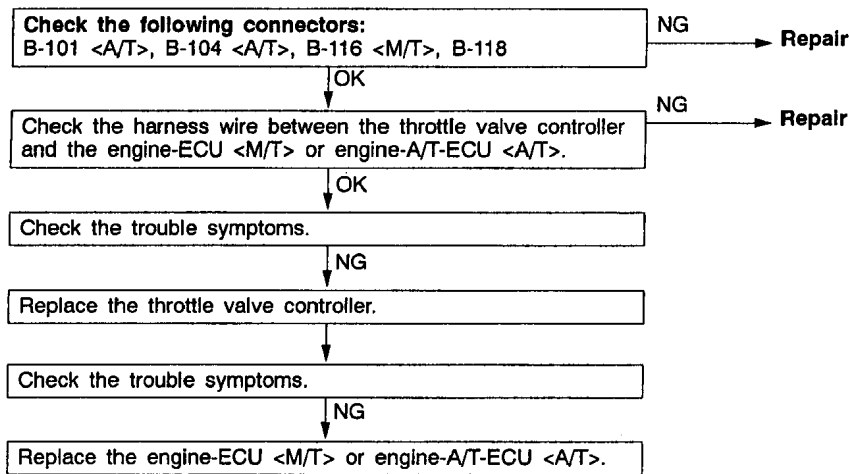 Check the following connectors:
B-101 <A/T>, B-104 <A/T>, B-116 <M/T>, B-118
NG
Repair
OK
Check the harness wire between the throttle valve controller
and the engine-ECU <M/T> or engine-A/T-ECU <A/T>.
NG
Repair
OK
Check the trouble symptoms.
NG
Replace the throttle valve controller.
Check the trouble symptoms.
NG
Replace the engine-ECU <M/T> or engine-A/T-ECU <A/T>.